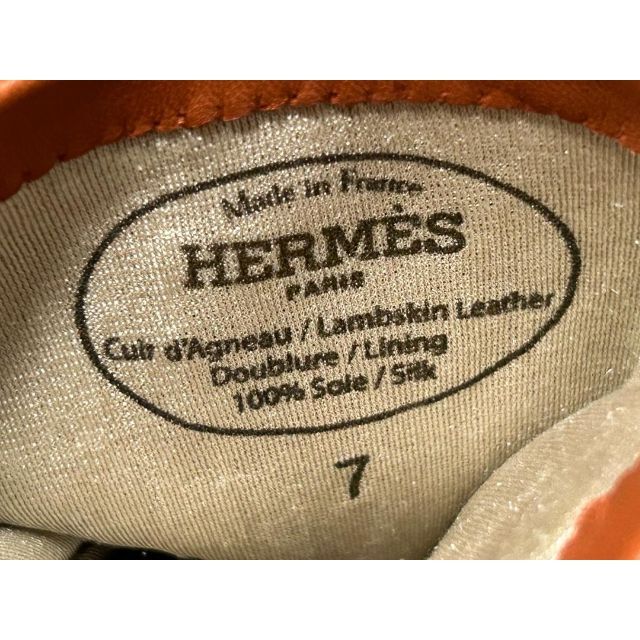 Made in France
HERMÈS
PARIS
Cuir d'Agneau / Lambskin Leather
Doublure / Lining
100% Soie / Silk
7